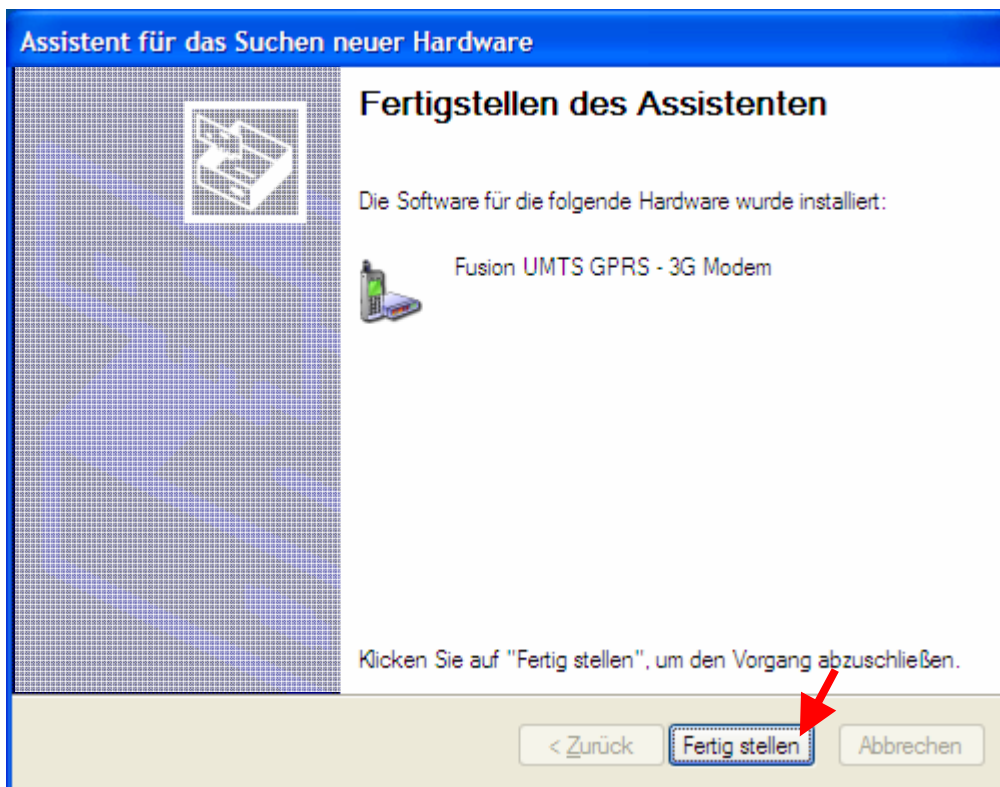 Assistent für das Suchen neuer Hardware
Fertigstellen des Assistenten
Die Software für die folgende Hardware wurde installiert:
Fusion UMTS GPRS - 3G Modem
Klicken Sie auf "Fertig stellen", um den Vorgang abzuschließen.
< Zurück
Fertig stellen
Abbrechen